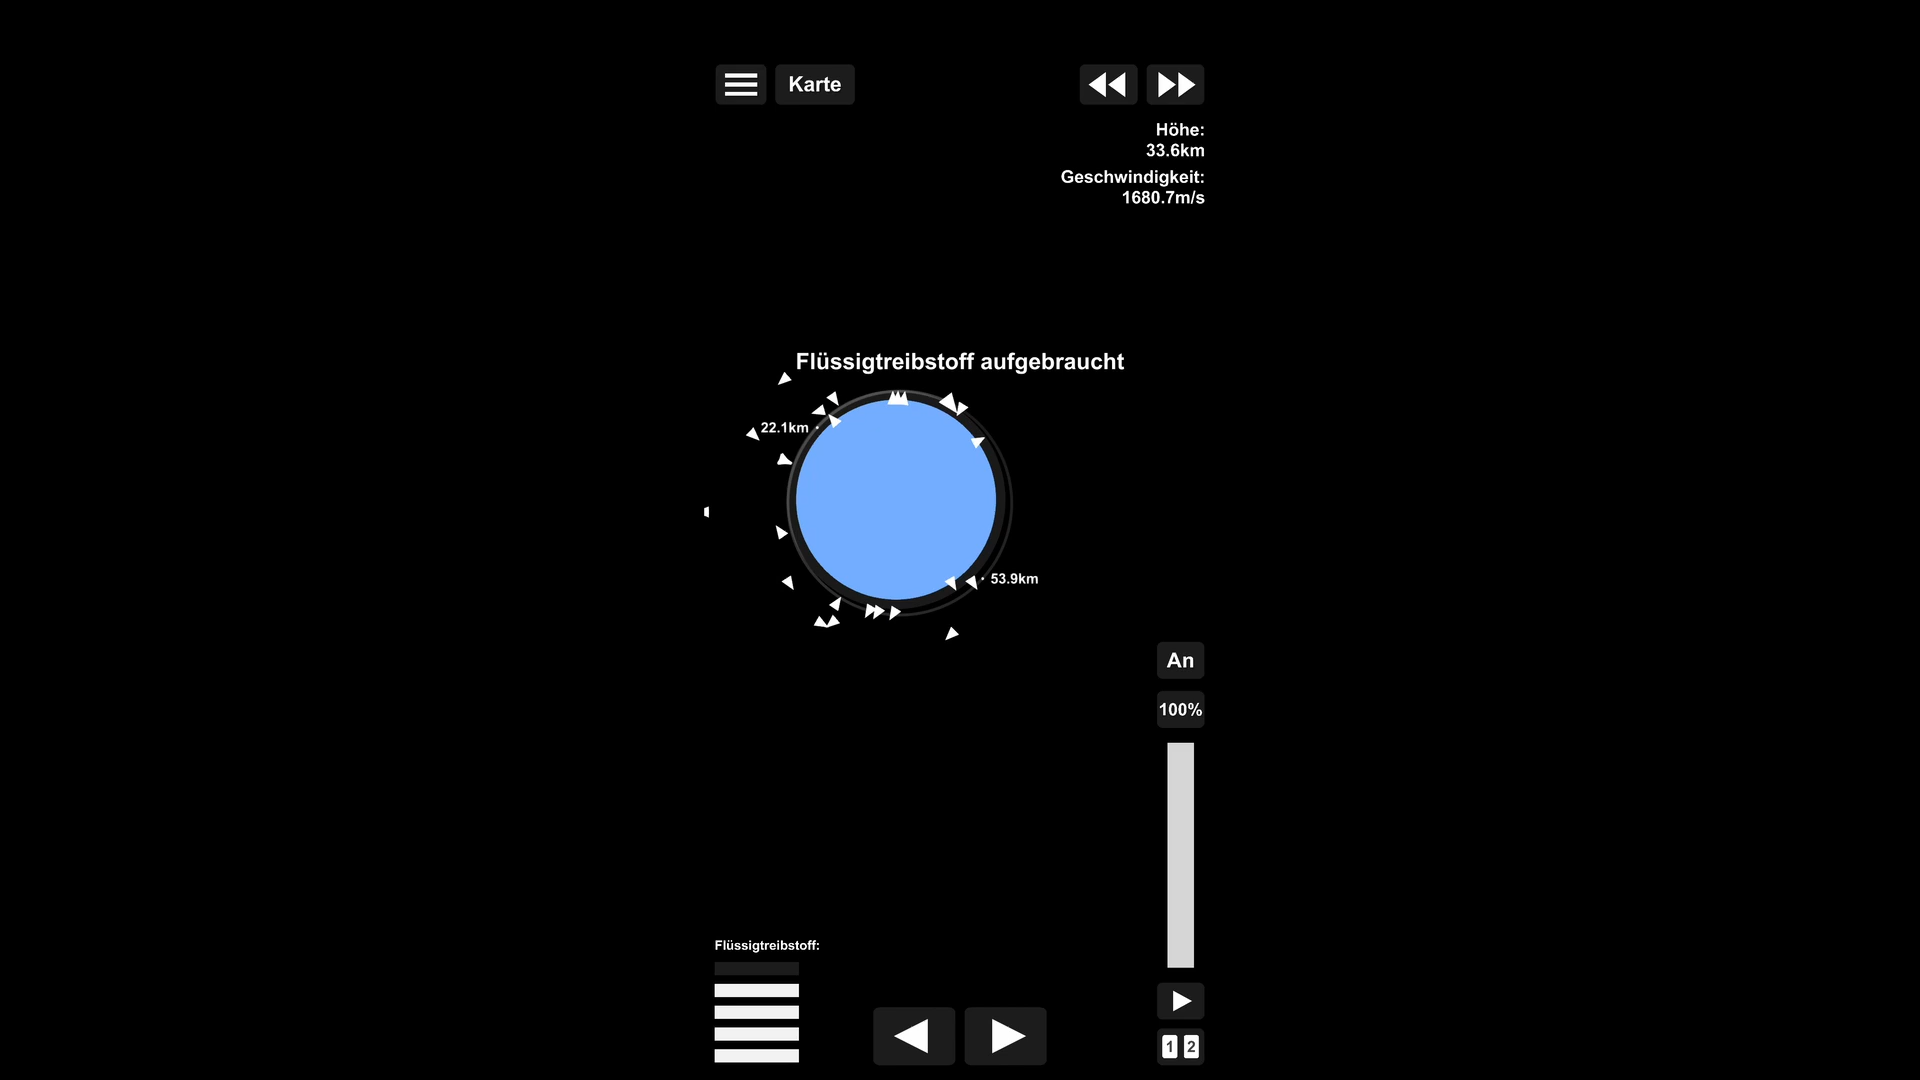 Karte
Höhe:
33.6km
Geschwindigkeit:
1680.7m/s
Flüssigtreibstoff aufgebraucht
22.1km
53.9km
An
100%
Flüssigtreibstoff:
1 2